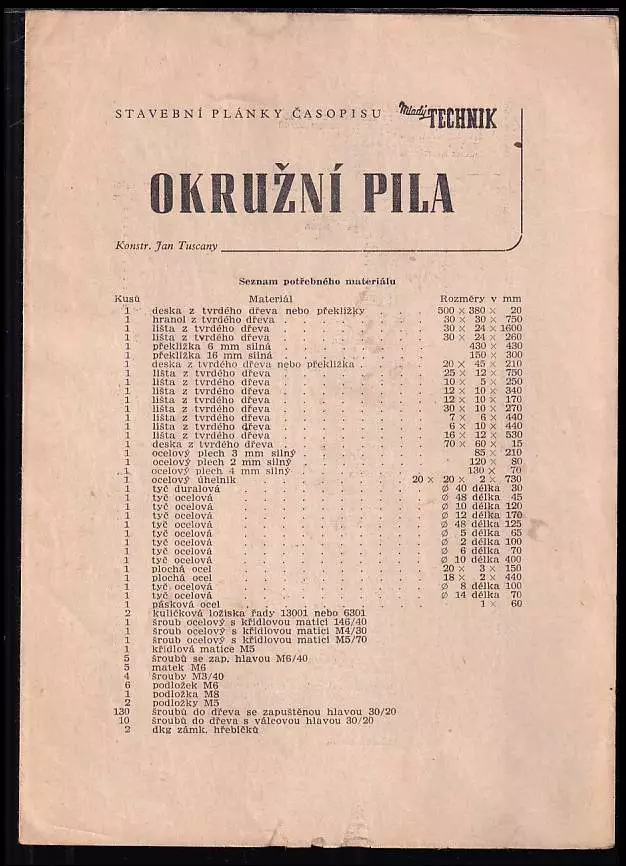 STAVEBNÍ PLÁNKY ČASOPISU Mladý TECHNIK
OKRUŽNÍ PILA
Konstr. Jan Tuscany
Seznam potřebného materiálu
Kusů Materiál Rozměry v mm
1 deska z tvrdého dřeva nebo překližky . . . 500 × 380 × 20
1 hranol z tvrdého dřeva . . . . . . . 30 × 30 × 750
1 lišta z tvrdého dřeva . . . . . . . 30 × 24 × 1600
1 lišta z tvrdého dřeva . . . . . . . 30 × 24 × 260
1 překližka 6 mm silná . . . . . . . 430 × 430
1 překližka 16 mm silná . . . . . . . 150 × 300
1 deska z tvrdého dřeva nebo překližka . . . . 20 × 45 × 210
1 lišta z tvrdého dřeva . . . . . . . 25 × 12 × 750
1 lišta z tvrdého dřeva . . . . . . . 10 × 5 × 250
1 lišta z tvrdého dřeva . . . . . . . 12 × 10 × 340
1 lišta z tvrdého dřeva . . . . . . . 12 × 10 × 170
1 lišta z tvrdého dřeva . . . . . . . 30 × 10 × 270
1 lišta z tvrdého dřeva . . . . . . . 7 × 6 × 440
1 lišta z tvrdého dřeva . . . . . . . 6 × 10 × 440
1 lišta z tvrdého dřeva . . . . . . . 16 × 12 × 530
1 deska z tvrdého dřeva . . . . . . . 70 × 60 × 15
1 ocelový plech 3 mm silný . . . . . . 85 × 210
1 ocelový plech 2 mm silný . . . . . . 120 × 80
1 ocelový plech 4 mm silný . . . . . . 130 × 70
1 ocelový úhelník . . . . . . 20 × 20 × 2 × 730
1 tyč duralová . . . . . . . . ∅ 40 délka 30
1 tyč ocelová . . . . . . . . ∅ 48 délka 45
1 tyč ocelová . . . . . . . . ∅ 10 délka 120
1 tyč ocelová . . . . . . . . ∅ 12 délka 170
1 tyč ocelová . . . . . . . . ∅ 48 délka 125
1 tyč ocelová . . . . . . . . ∅ 5 délka 65
1 tyč ocelová . . . . . . . . ∅ 2 délka 100
1 tyč ocelová . . . . . . . . ∅ 6 délka 70
1 tyč ocelová . . . . . . . . ∅ 10 délka 400
1 plochá ocel . . . . . . . . 20 × 3 × 150
1 plochá ocel . . . . . . . . 18 × 2 × 440
1 tyč ocelová . . . . . . . . ∅ 8 délka 100
1 tyč ocelová . . . . . . . . ∅ 14 délka 70
1 pásková ocel . . . . . . . . 1 × 60
2 kuličková ložiska řady 13001 nebo 6301
1 šroub ocelový s křídlovou maticí 146/40
1 šroub ocelový s křídlovou maticí M4/30
1 šroub ocelový s křídlovou maticí M5/70
1 křídlová matice M5
5 šroubů se zap. hlavou M6/40
5 matek M6
4 šrouby M3/40
6 podložek M6
1 podložka M8
2 podložky M5
130 šroubů do dřeva se zapuštěnou hlavou 30/20
10 šroubů do dřeva s válcovou hlavou 30/20
2 dkg zámk. hřebíčků